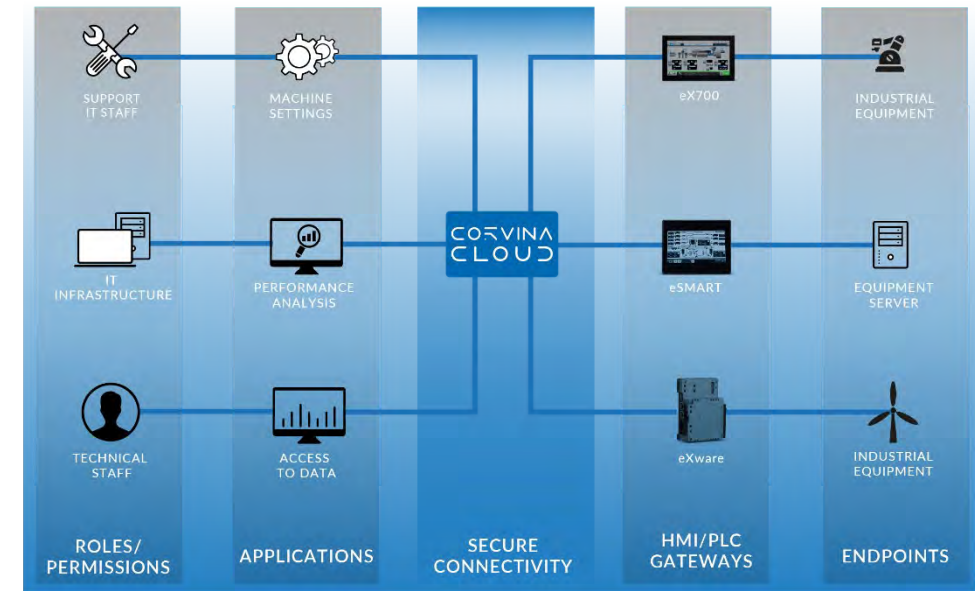 SUPPORT
IT STAFF
MACHINE
SETTINGS
eX700
INDUSTRIAL
EQUIPMENT
CORVINA
CLOUD
IT
INFRASTRUCTURE
PERFORMANCE
ANALYSIS
eSMART
EQUIPMENT
SERVER
TECHNICAL
STAFF
ACCESS
TO DATA
eXware
INDUSTRIAL
EQUIPMENT
ROLES/
PERMISSIONS
APPLICATIONS
SECURE
CONNECTIVITY
HMI/PLC
GATEWAYS
ENDPOINTS